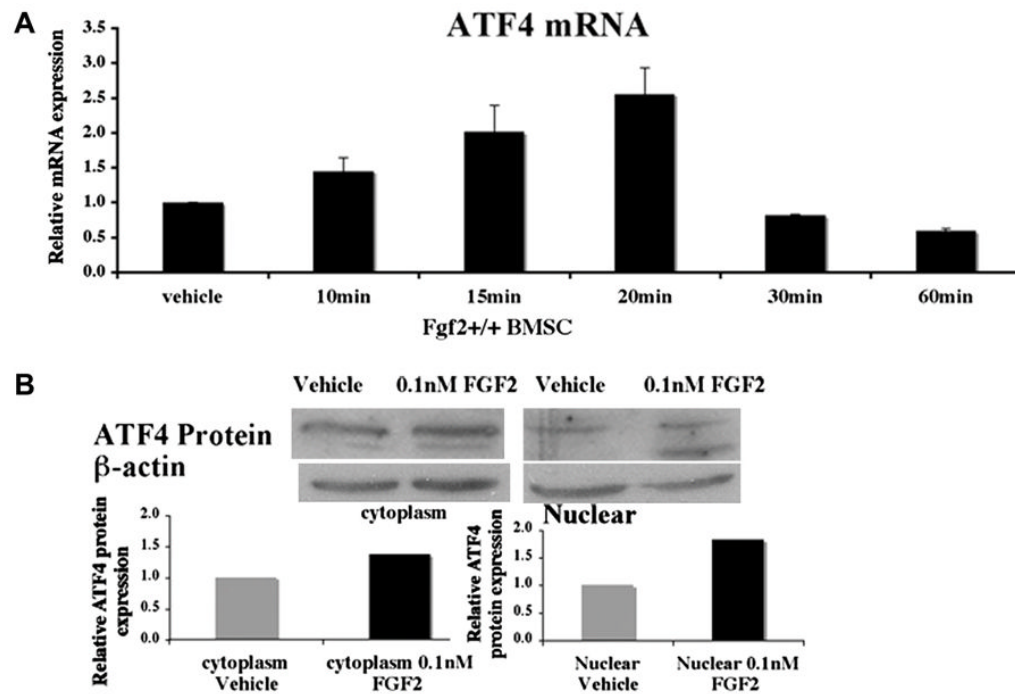 A
ATF4 mRNA
Relative mRNA expression
3.5
3.0
2.5
2.0
1.5
1.0
0.5
0.0
vehicle 10min 15min 20min 30min 60min
Fgf2+/+ BMSC
B
Vehicle 0.1nM FGF2 Vehicle 0.1nM FGF2
ATF4 Protein
β-actin
cytoplasm Nuclear
Relative ATF4 protein
expression
2.0
1.5
1.0
0.5
0.0
cytoplasm cytoplasm 0.1nM
Vehicle FGF2
Relative ATF4
protein expression
2.0
1.5
1.0
0.5
0.0
Nuclear Nuclear 0.1nM
Vehicle FGF2